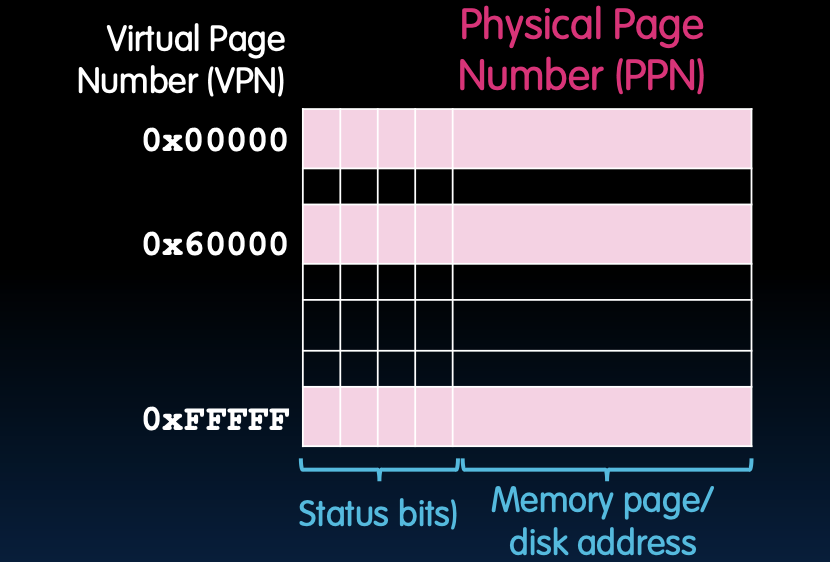 Virtual Page
Number (VPN)
Physical Page
Number (PPN)
0x00000
0x60000
0xFFFFF
Status bits)
Memory page/
disk address